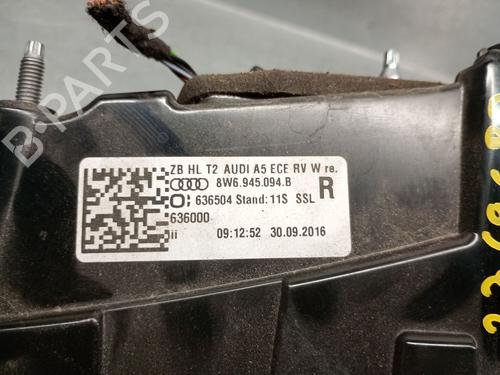 ZB HL T2 AUDI A5 ECE RV W re.
8W6.945.094.B
R
636504 Stand: 11S SSL
636000
ii 09:12:52 30.09.2016